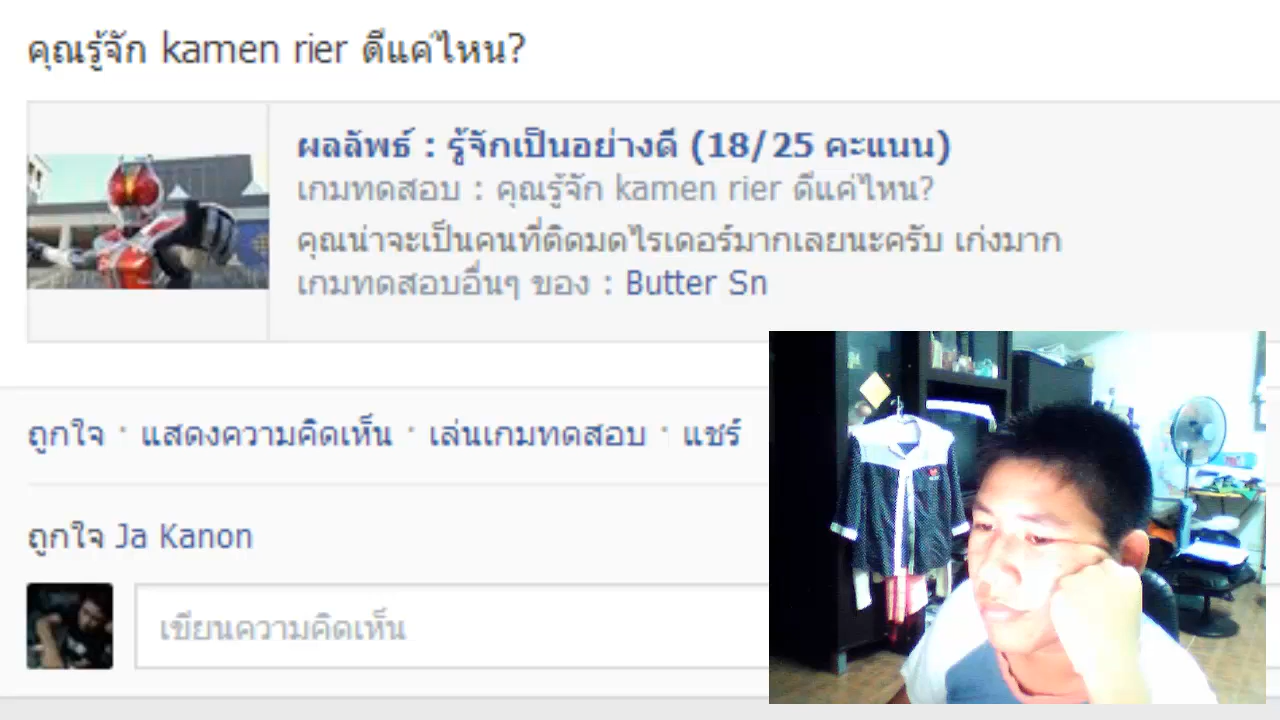 คุณรู้จัก kamen rier ดีแค่ไหน?
ผลลัพธ์ : รู้จักเป็นอย่างดี (18/25 คะแนน)
เกมทดสอบ : คุณรู้จัก kamen rier ดีแค่ไหน?
คุณน่าจะเป็นคนที่ติดมดไรเดอร์มากเลยนะครับ เก่งมาก
เกมทดสอบอื่นๆ ของ : Butter Sn
ถูกใจ · แสดงความคิดเห็น · เล่นเกมทดสอบ · แชร์
ถูกใจ Ja Kanon
เขียนความคิดเห็น